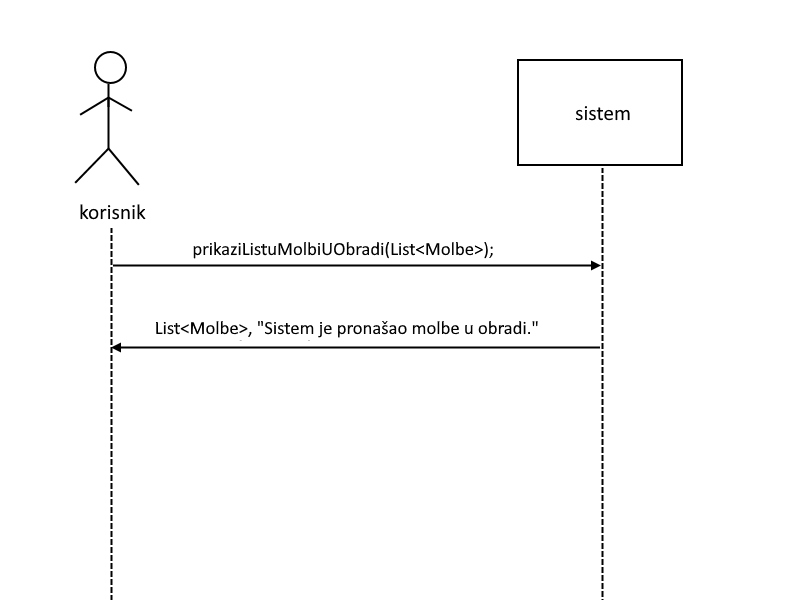 sistem
korisnik
prikaziListuMolbiUObradi(List<Molbe>);
List<Molbe>, "Sistem je pronašao molbe u obradi."